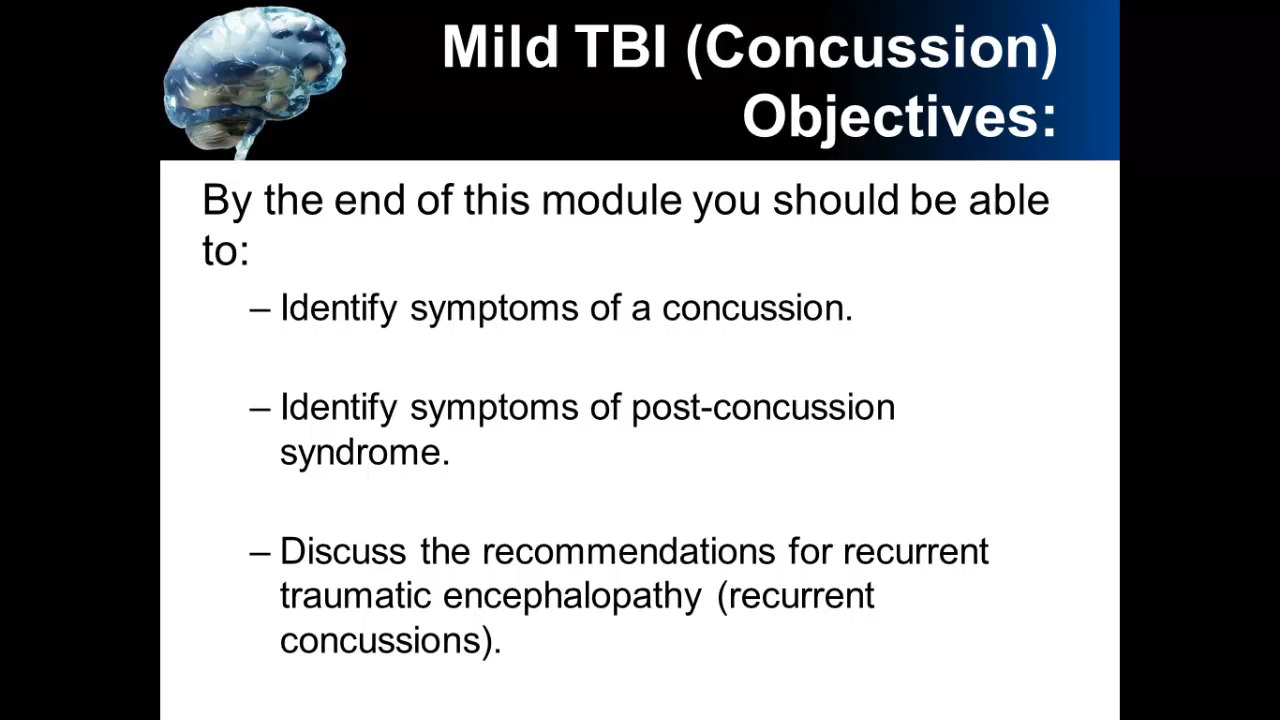 Mild TBI (Concussion)
Objectives:
By the end of this module you should be able
to:
– Identify symptoms of a concussion.
– Identify symptoms of post-concussion
syndrome.
– Discuss the recommendations for recurrent
traumatic encephalopathy (recurrent
concussions).